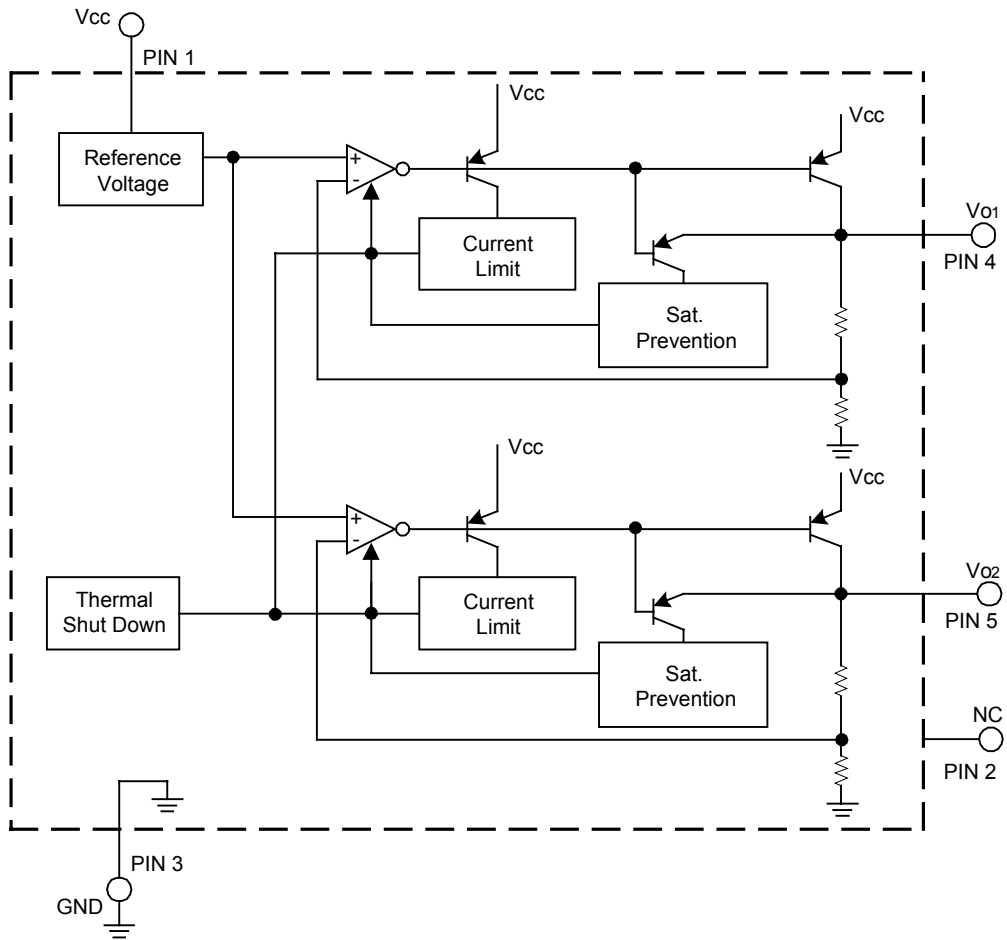 Vcc
PIN 1
Vcc
Vcc
Reference
Voltage
+
-
Vo1
PIN 4
Current
Limit
Sat.
Prevention
Vcc
Vcc
+
-
Thermal
Shut Down
Current
Limit
Vo2
PIN 5
Sat.
Prevention
NC
PIN 2
PIN 3
GND